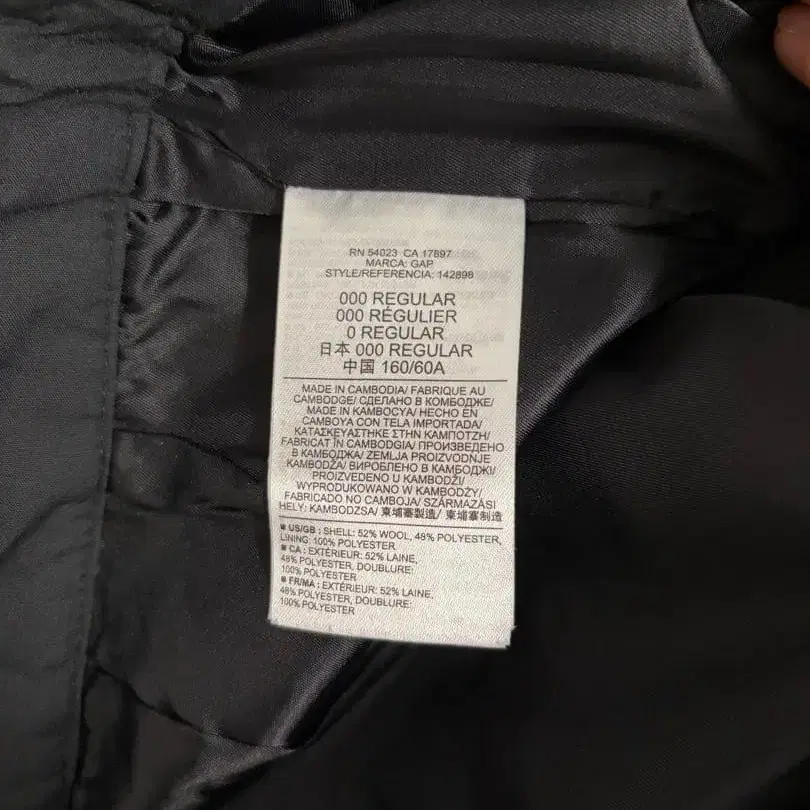 RN 54023 CA 17897
MARCA: GAP
STYLE/REFERENCIA: 142898
000 REGULAR
000 RÉGULIER
0 REGULAR
日本 000 REGULAR
中国 160/60A
MADE IN CAMBODIA/ FABRIQUE AU
CAMBODGE/ СДЕЛАНО В КОМБОДЖЕ/
MADE IN KAMBOCYA/ HECHO EN
CAMBOYA CON TELA IMPORTADA/
ΚΑΤΑΣΚΕΥΑΣΤΗΚΕ ΣΤΗΝ ΚΑΜΠΟΤΖΗ/
FABRICAT ÎN CAMBODGIA/ ПРОИЗВЕДЕНО
В КАМБОДЖА/ ZEMLJA PROIZVODNJE
KAMBODŽA/ ВИРОБЛЕНО В КАМБОДЖІ/
PROIZVEDENO U KAMBODŽI/
WYPRODUKOWANO W KAMBODŻY/
FABRICADO NO CAMBOJA/ SZÁRMAZÁSI
HELY: KAMBODZSA/ 柬埔寨製造/ 柬埔寨制造
US/GB : SHELL: 52% WOOL, 48% POLYESTER,
LINING: 100% POLYESTER
CA : EXTÉRIEUR: 52% LAINE,
48% POLYESTER, DOUBLURE:
100% POLYESTER
FR/MA : EXTÉRIEUR: 52% LAINE,
48% POLYESTER, DOUBLURE:
100% POLYESTER